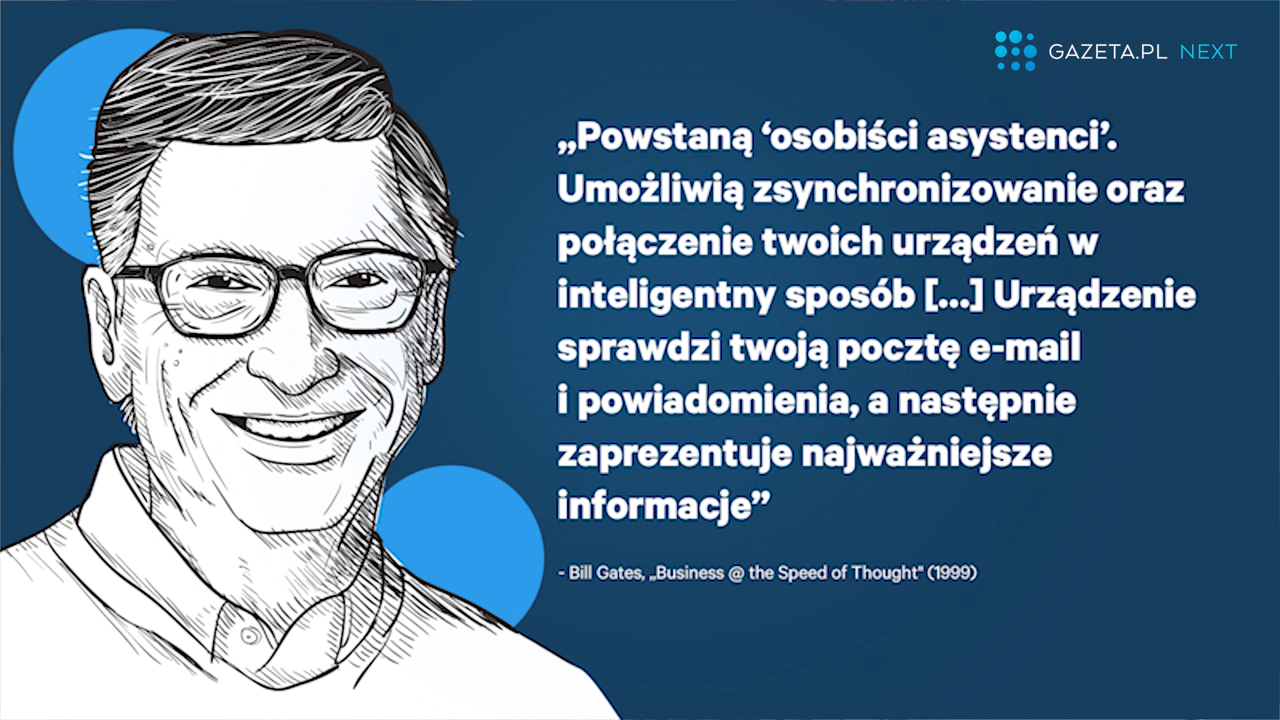 GAZETA.PL NEXT
„Powstaną ‘osobiści asystenci’.
Umożliwią zsynchronizowanie oraz
połączenie twoich urządzeń w
inteligentny sposób [...] Urządzenie
sprawdzi twoją pocztę e-mail
i powiadomienia, a następnie
zaprezentuje najważniejsze
informacje”
- Bill Gates, „Business @ the Speed of Thought" (1999)